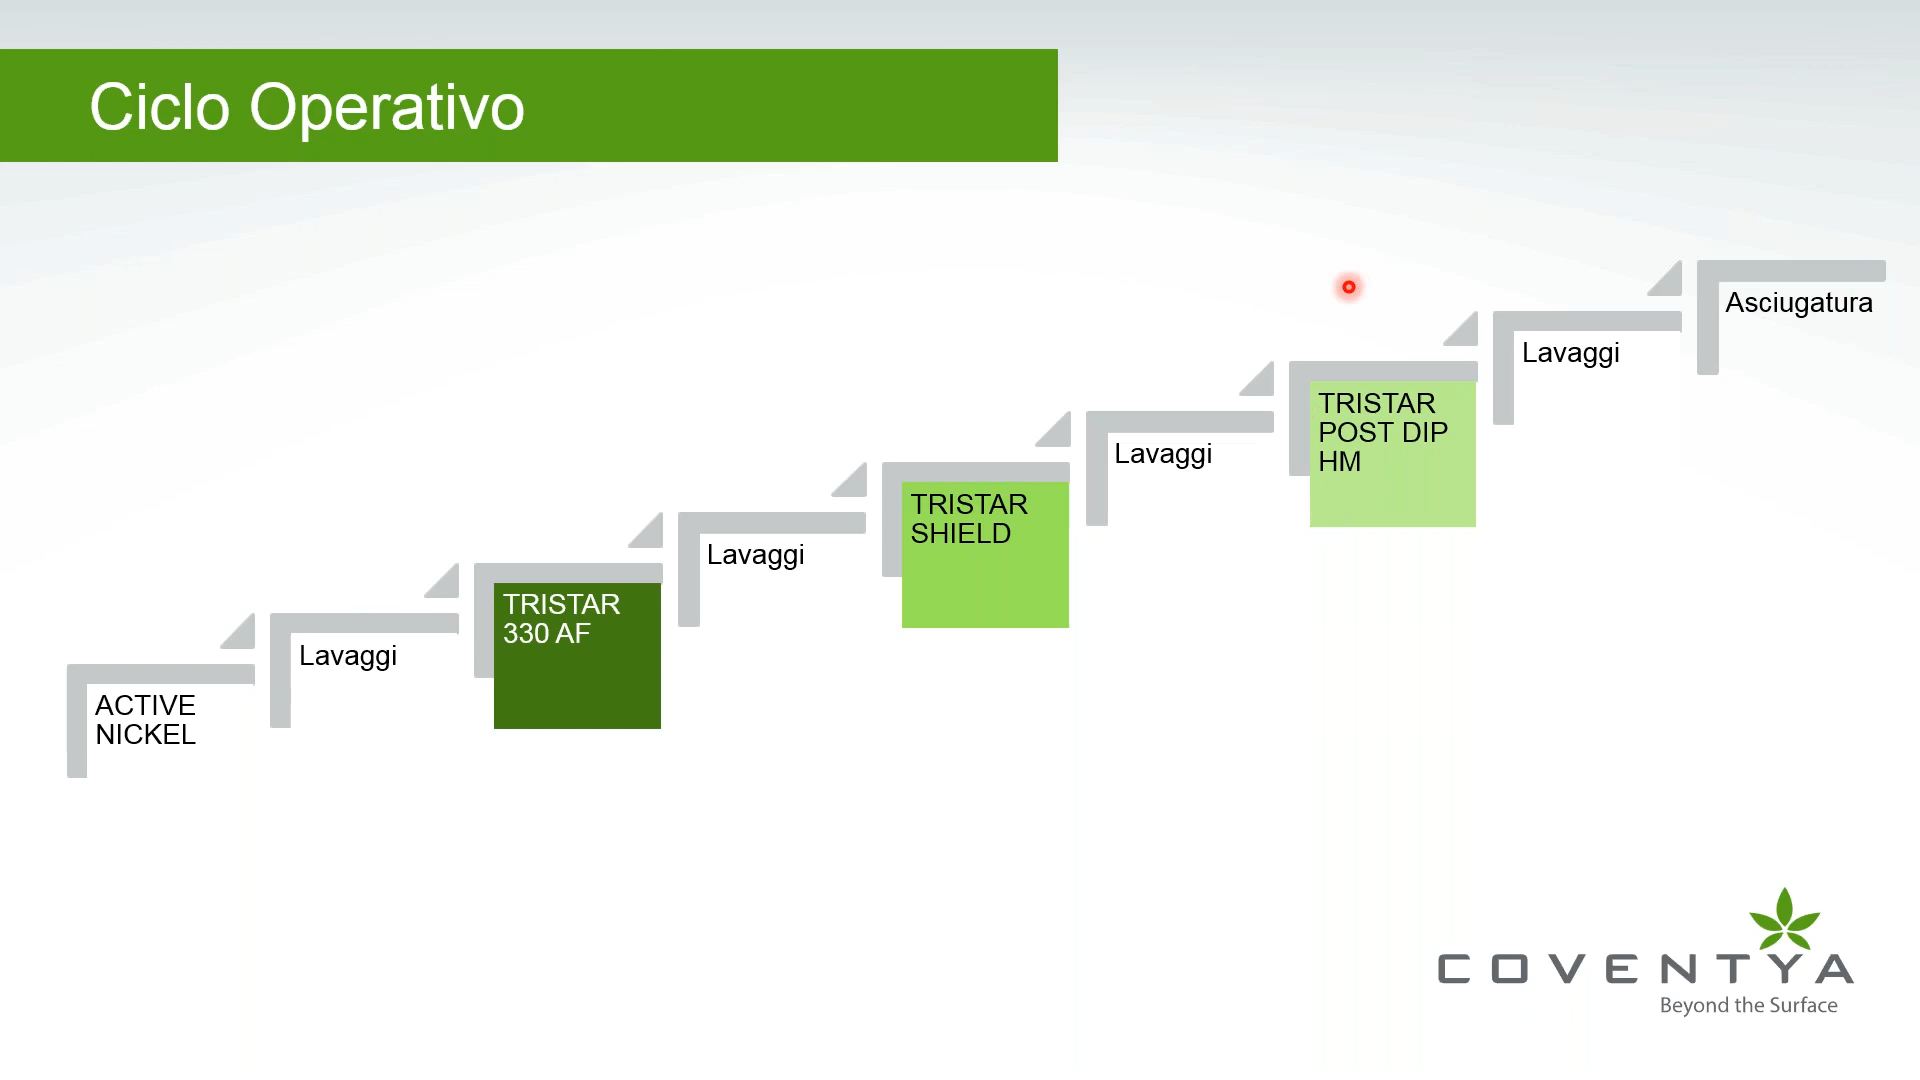 Ciclo Operativo
ACTIVE
NICKEL
Lavaggi
TRISTAR
330 AF
Lavaggi
TRISTAR
SHIELD
Lavaggi
TRISTAR
POST DIP
HM
Lavaggi
Asciugatura
COVENTYA
Beyond the Surface